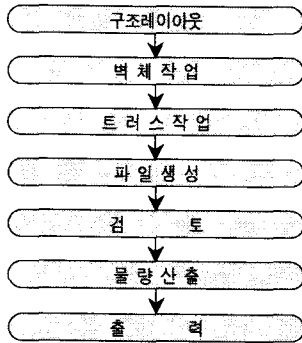 구조레이아웃
벽 체 작 업
트 러 스 작 업
파 일 생 성
검 토
물 량 산 출
출 력